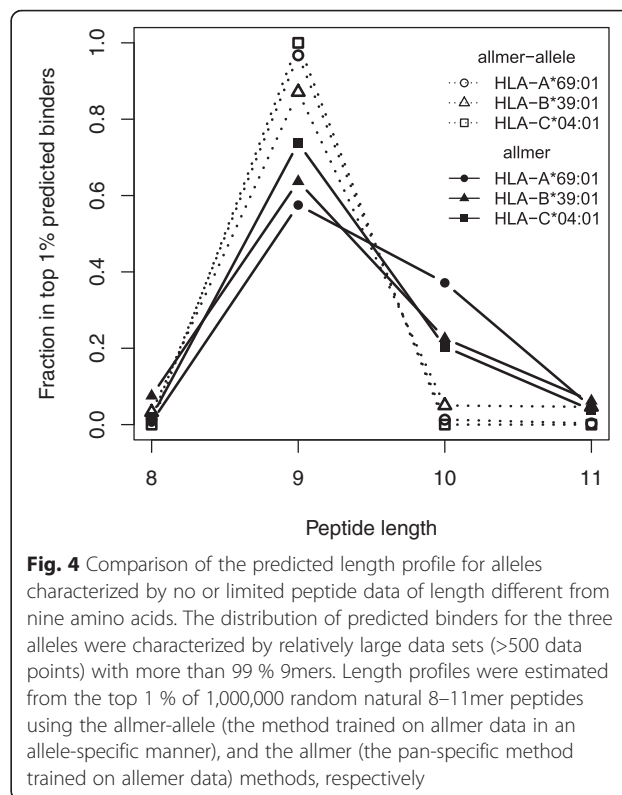 Fraction in top 1% predicted binders
1.0
0.8
0.6
0.4
0.2
0.0
allmer−allele
HLA−A*69:01
HLA−B*39:01
HLA−C*04:01
allmer
HLA−A*69:01
HLA−B*39:01
HLA−C*04:01
8 9 10 11
Peptide length
Fig. 4 Comparison of the predicted length profile for alleles
characterized by no or limited peptide data of length different from
nine amino acids. The distribution of predicted binders for the three
alleles were characterized by relatively large data sets (>500 data
points) with more than 99 % 9mers. Length profiles were estimated
from the top 1 % of 1,000,000 random natural 8–11mer peptides
using the allmer-allele (the method trained on allmer data in an
allele-specific manner), and the allmer (the pan-specific method
trained on allemer data) methods, respectively